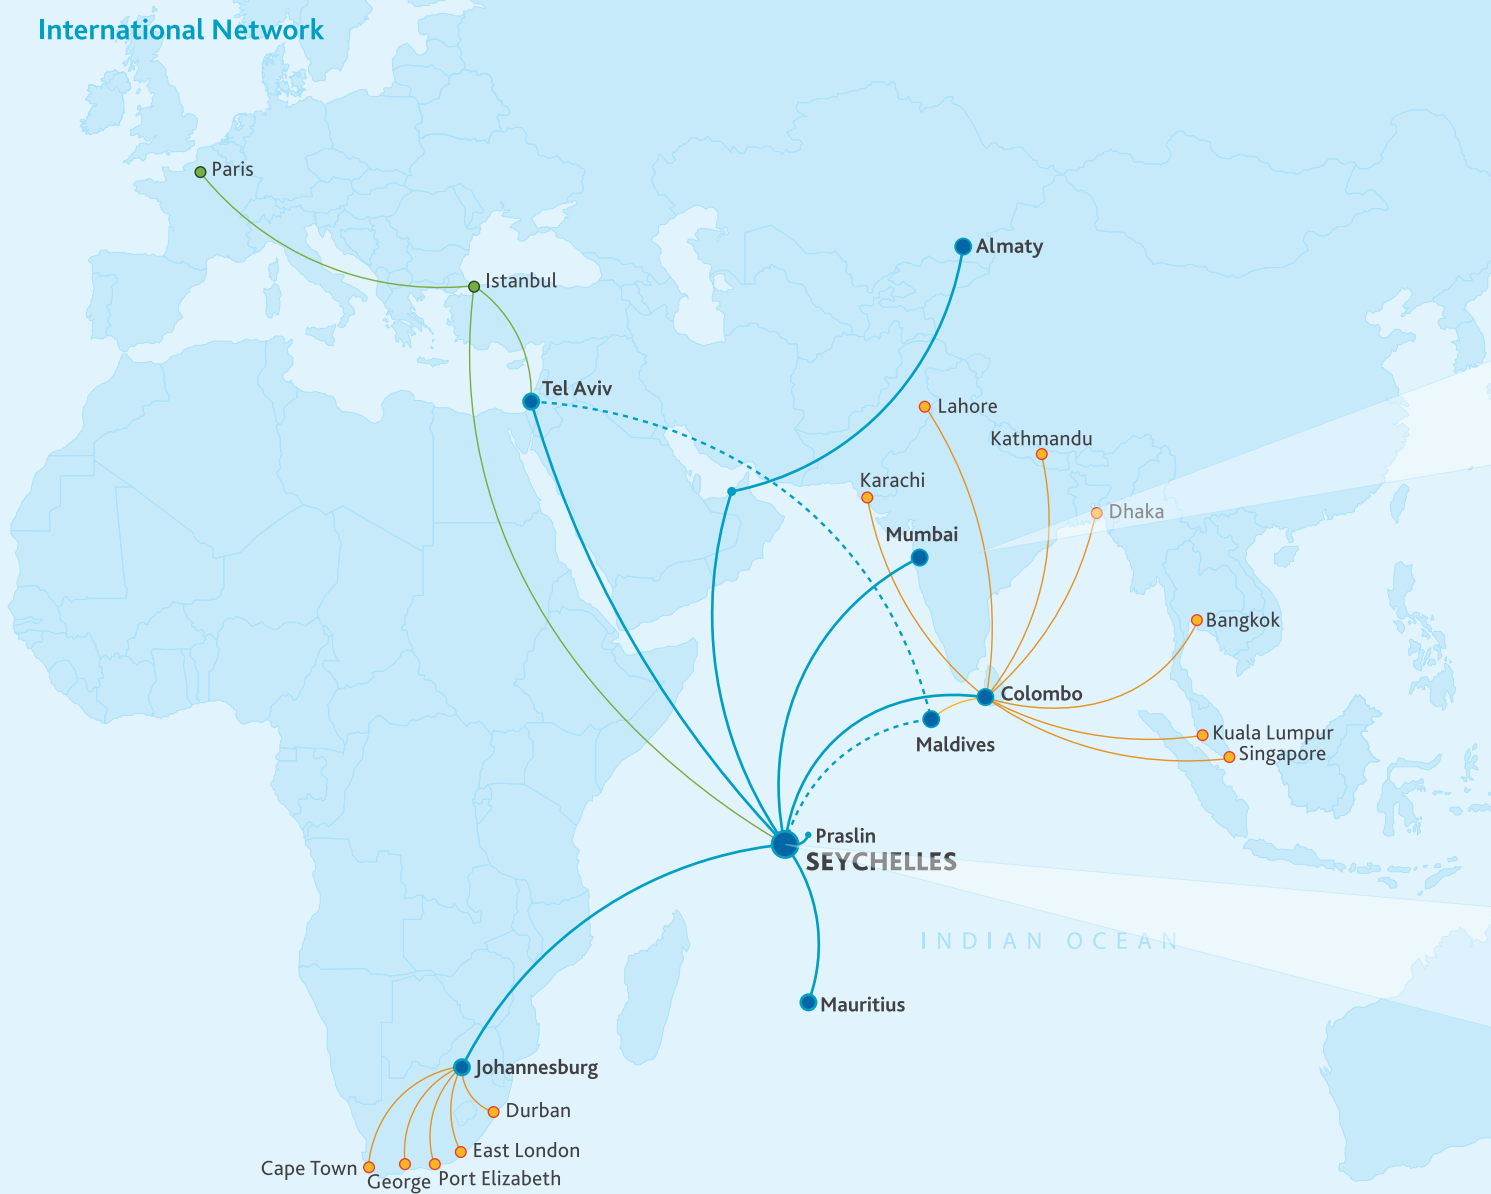 International Network
Paris
Almaty
Istanbul
Tel Aviv
Lahore
Kathmandu
Karachi
Dhaka
Mumbai
Bangkok
Colombo
Maldives
Kuala Lumpur
Singapore
Praslin
SEYCHELLES
INDIAN OCEAN
Mauritius
Johannesburg
Durban
East London
Cape Town
George
Port Elizabeth